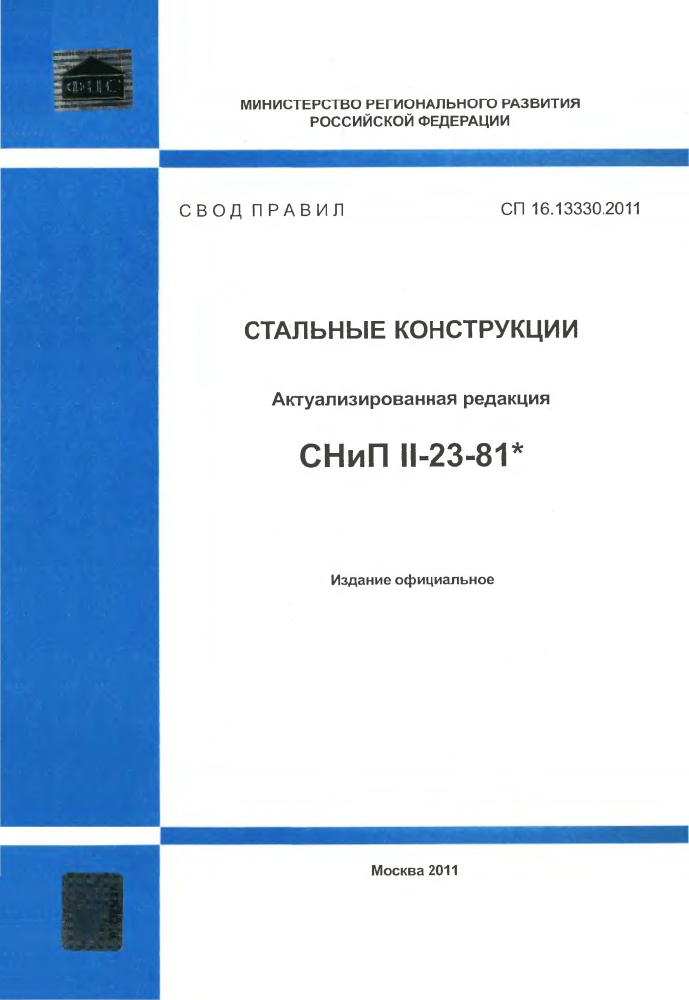 ФЦС
МИНИСТЕРСТВО РЕГИОНАЛЬНОГО РАЗВИТИЯ
РОССИЙСКОЙ ФЕДЕРАЦИИ
СВОД ПРАВИЛ
СП 16.13330.2011
СТАЛЬНЫЕ КОНСТРУКЦИИ
Актуализированная редакция
СНиП II-23-81*
Издание официальное
Москва 2011